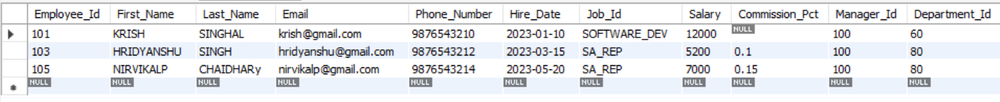 Employee_Id First_Name Last_Name Email Phone_Number Hire_Date Job_Id Salary Commission_Pct Manager_Id Department_Id
101 KRISH SINGHAL krish@gmail.com 9876543210 2023-01-10 SOFTWARE_DEV 12000 NULL 100 60
103 HRIDYANSHU SINGH hridyanshu@gmail.com 9876543212 2023-03-15 SA_REP 5200 0.1 100 80
105 NIRVIKALP CHAIDHARy nirvikalp@gmail.com 9876543214 2023-05-20 SA_REP 7000 0.15 100 80
NULL NULL NULL NULL NULL NULL NULL NULL NULL NULL NULL